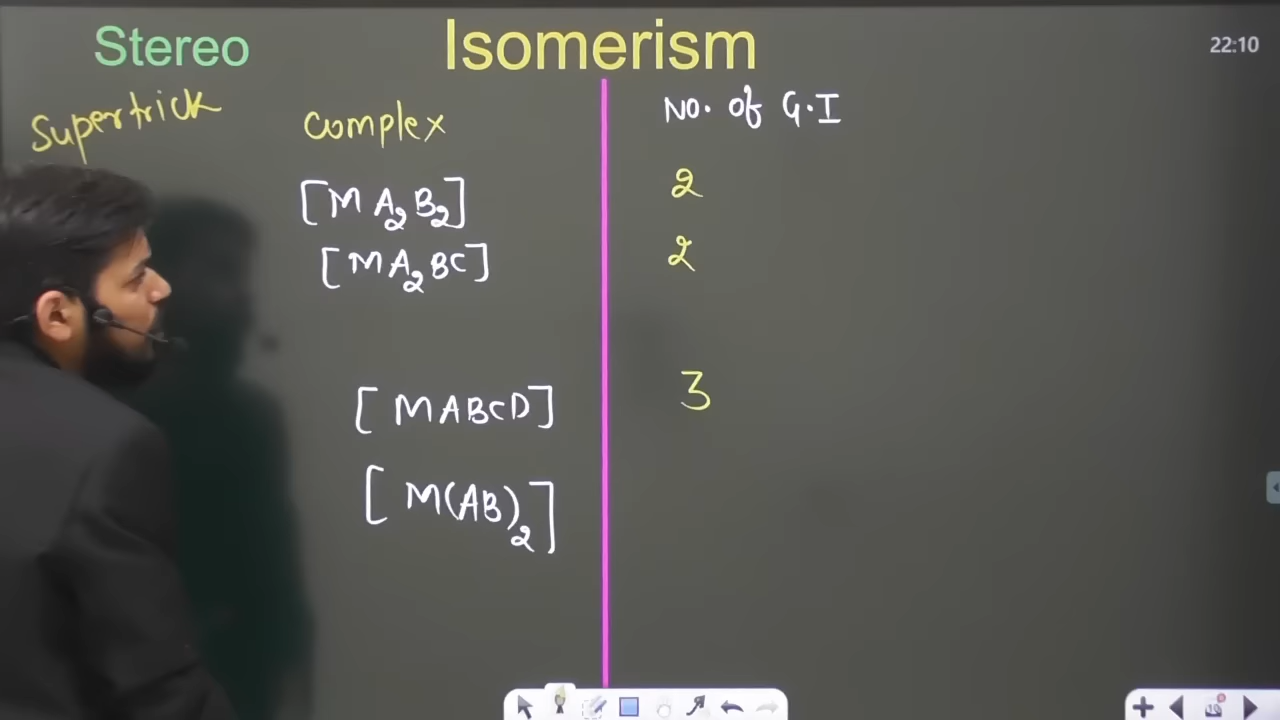 Stereo Isomerism
22:10
Supertrick
complex
No. of G.I
[MA₂B₂] 2
[MA₂BC] 2
[MABCD] 3
[M(AB)₂]